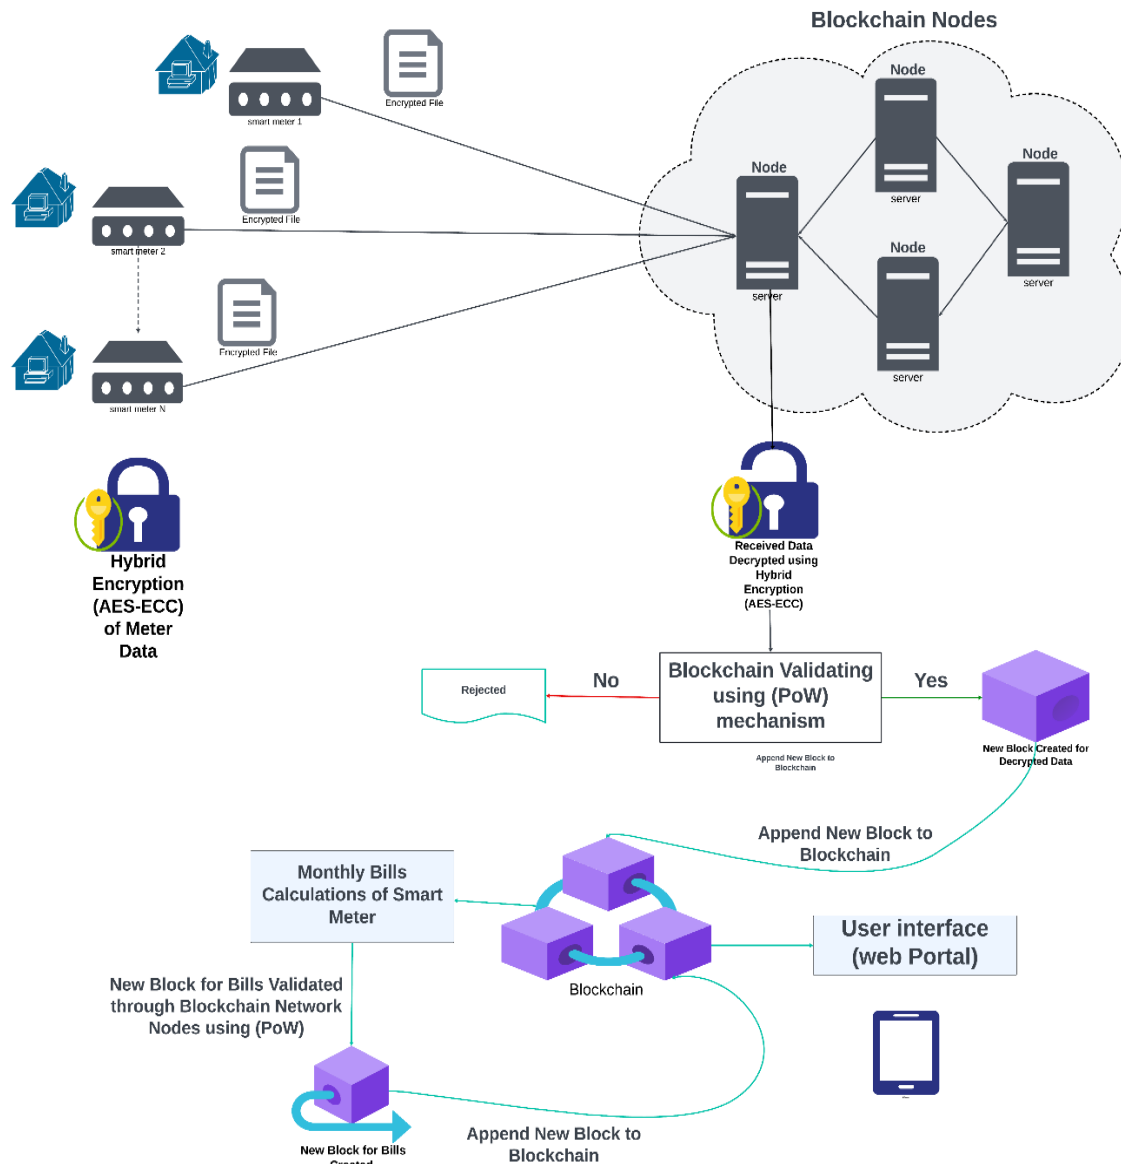 Blockchain Nodes
Node
server
Node
server
Node
server
Node
server
Encrypted File
smart meter 1
Encrypted File
smart meter 2
Encrypted File
smart meter N
Hybrid
Encryption
(AES-ECC)
of Meter
Data
Received Data
Decrypted using
Hybrid
Encryption
(AES-ECC)
Blockchain Validating
using (PoW)
mechanism
No
Rejected
Yes
New Block Created for
Decrypted Data
Append New Block to
Blockchain
Append New Block to
Blockchain
Monthly Bills
Calculations of Smart
Meter
Blockchain
User interface
(web Portal)
New Block for Bills Validated
through Blockchain Network
Nodes using (PoW)
New Block for Bills
Created
Append New Block to
Blockchain